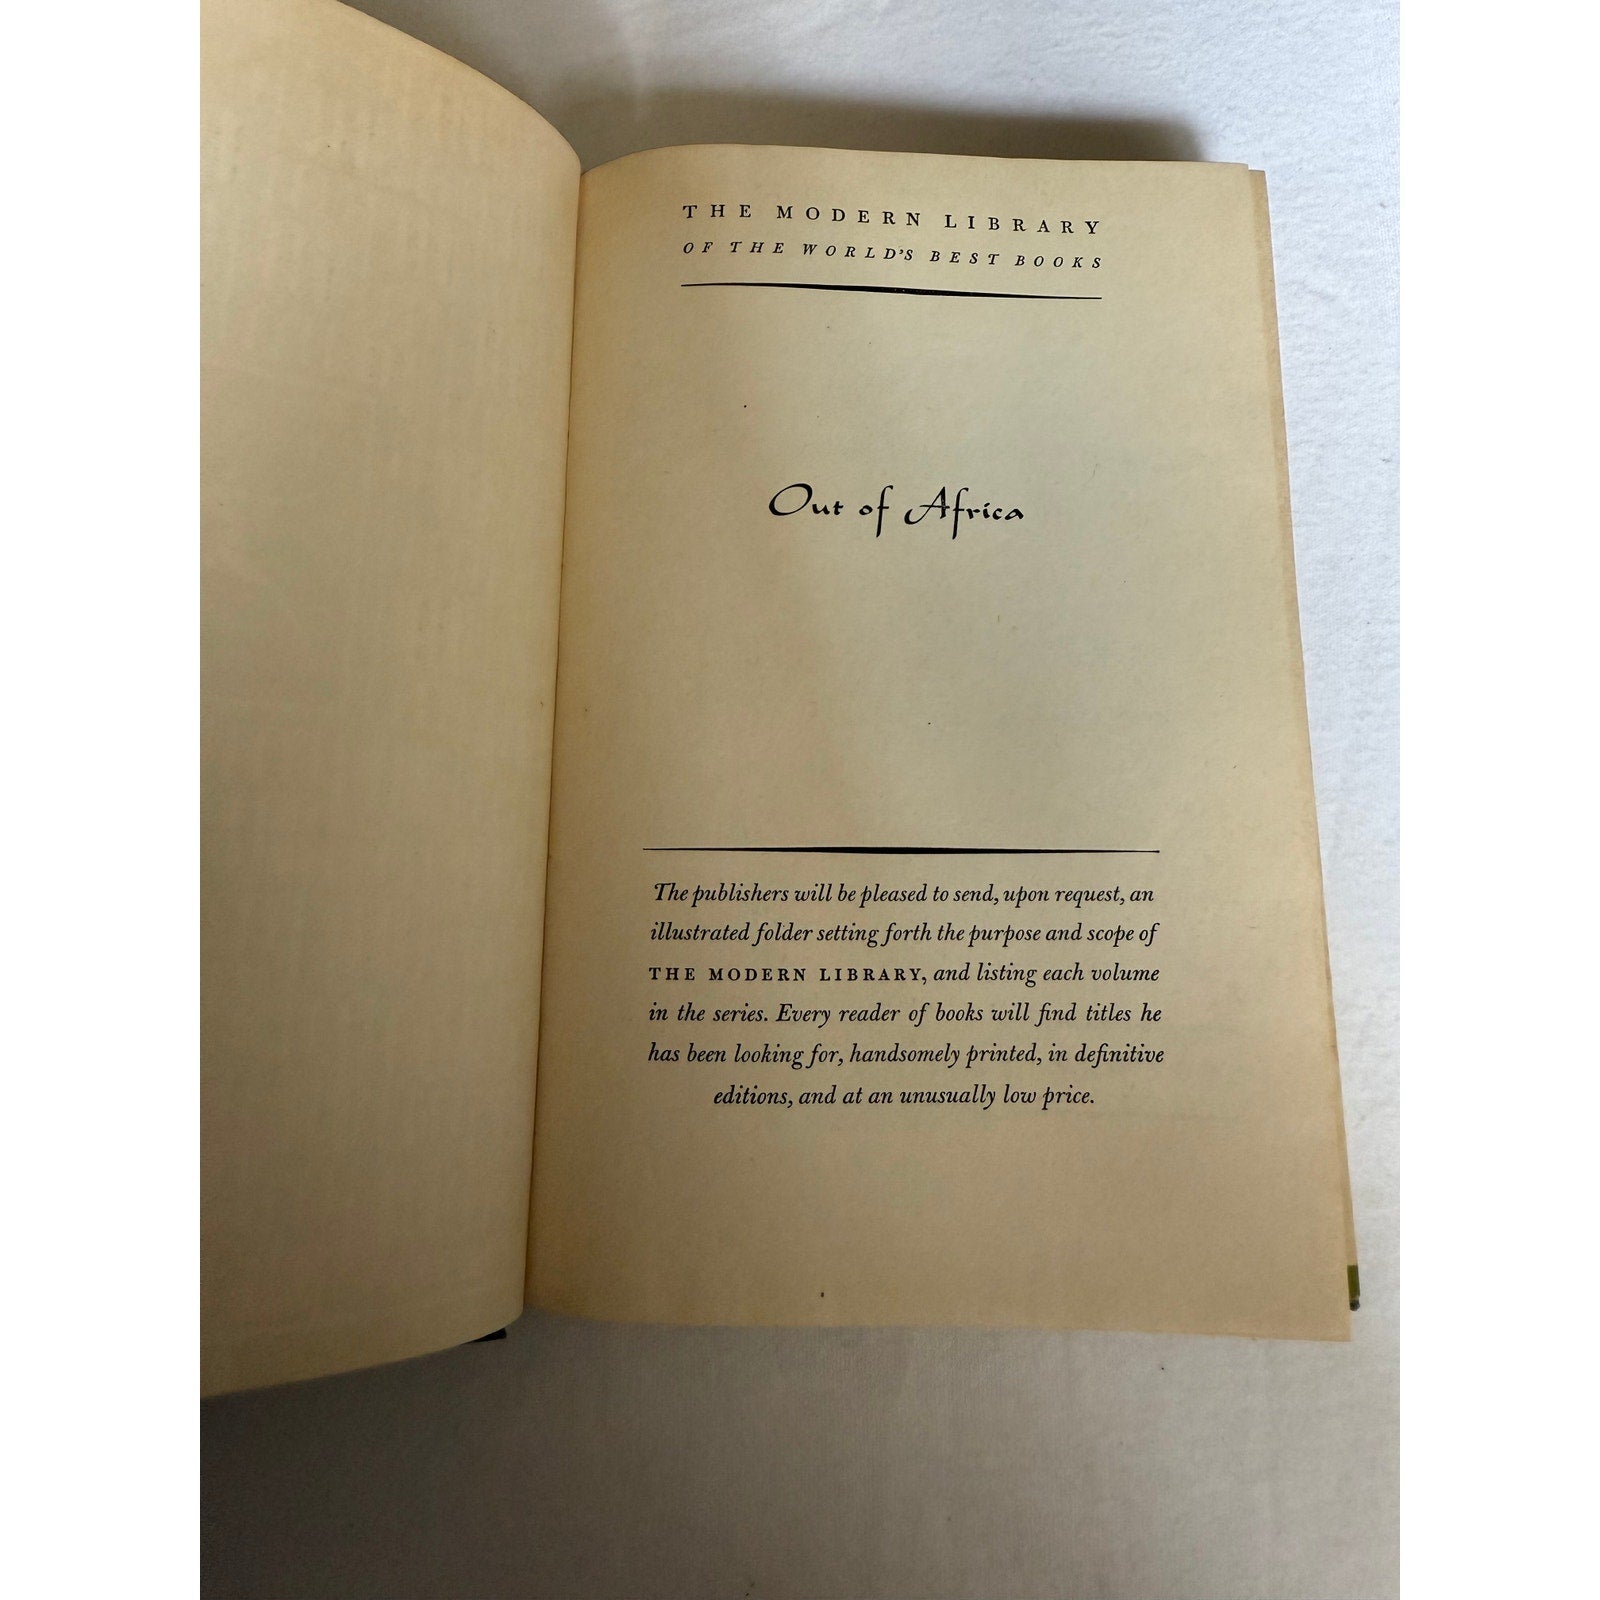 THE MODERN LIBRARY
OF THE WORLD'S BEST BOOKS
Out of Africa
The publishers will be pleased to send, upon request, an
illustrated folder setting forth the purpose and scope of
THE MODERN LIBRARY, and listing each volume
in the series. Every reader of books will find titles he
has been looking for, handsomely printed, in definitive
editions, and at an unusually low price.